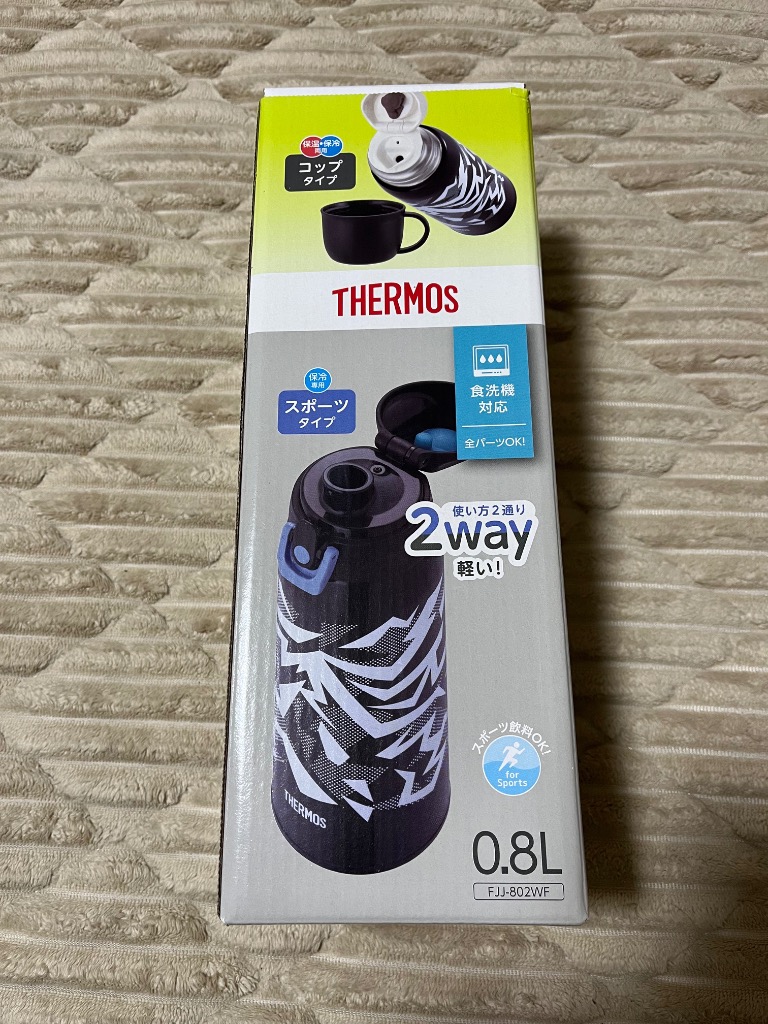 保温・保冷
両用
コップ
タイプ
THERMOS
保冷
専用
スポーツ
タイプ
食洗機
対応
全パーツOK!
使い方2通り
2way
軽い!
スポーツ飲料OK!
for
Sports
THERMOS
0.8L
FJJ-802WF